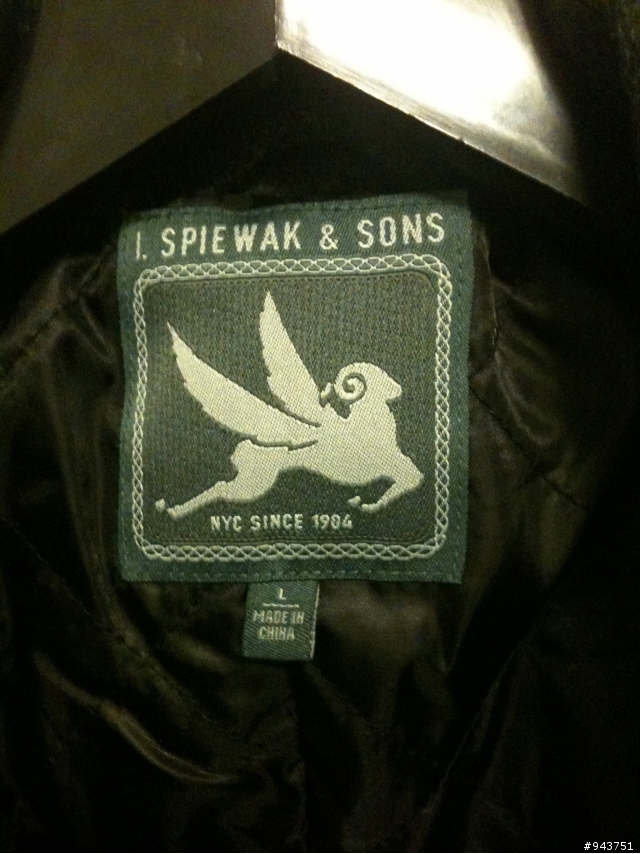 I. SPIEWAK & SONS
NYC SINCE 1904
L
MADE IN
CHINA
#943751